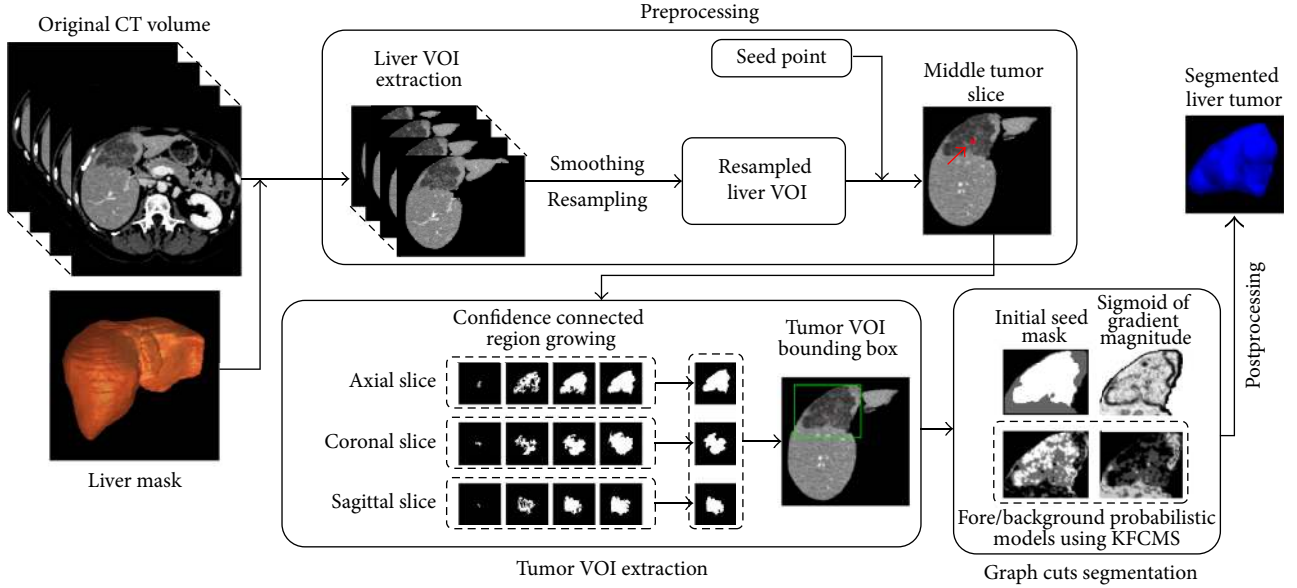 Preprocessing
Original CT volume
Liver VOI
extraction
Seed point
Middle tumor
slice
Segmented
liver tumor
Smoothing
Resampling
Resampled
liver VOI
Liver mask
Confidence connected
region growing
Axial slice
Coronal slice
Sagittal slice
Tumor VOI
bounding box
Tumor VOI extraction
Initial seed
mask
Sigmoid of
gradient
magnitude
Fore/background probabilistic
models using KFCMS
Graph cuts segmentation
Postprocessing